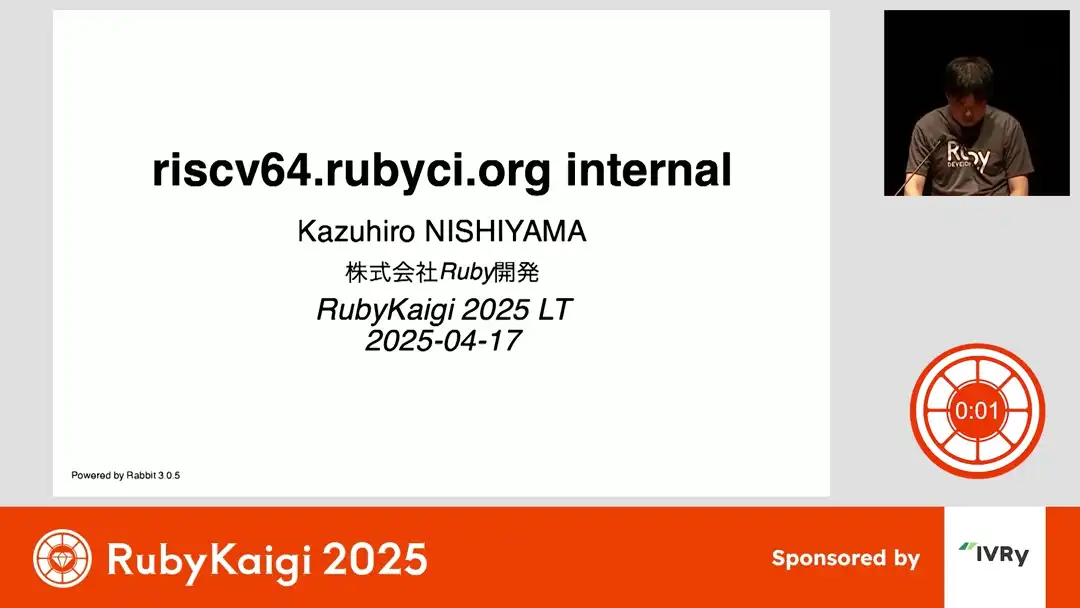 riscv64.rubyci.org internal
Kazuhiro NISHIYAMA
株式会社Ruby開発
RubyKaigi 2025 LT
2025-04-17
Powered by Rabbit 3.0.5
Ruby
0:01
RubyKaigi 2025
Sponsored by
IVRy